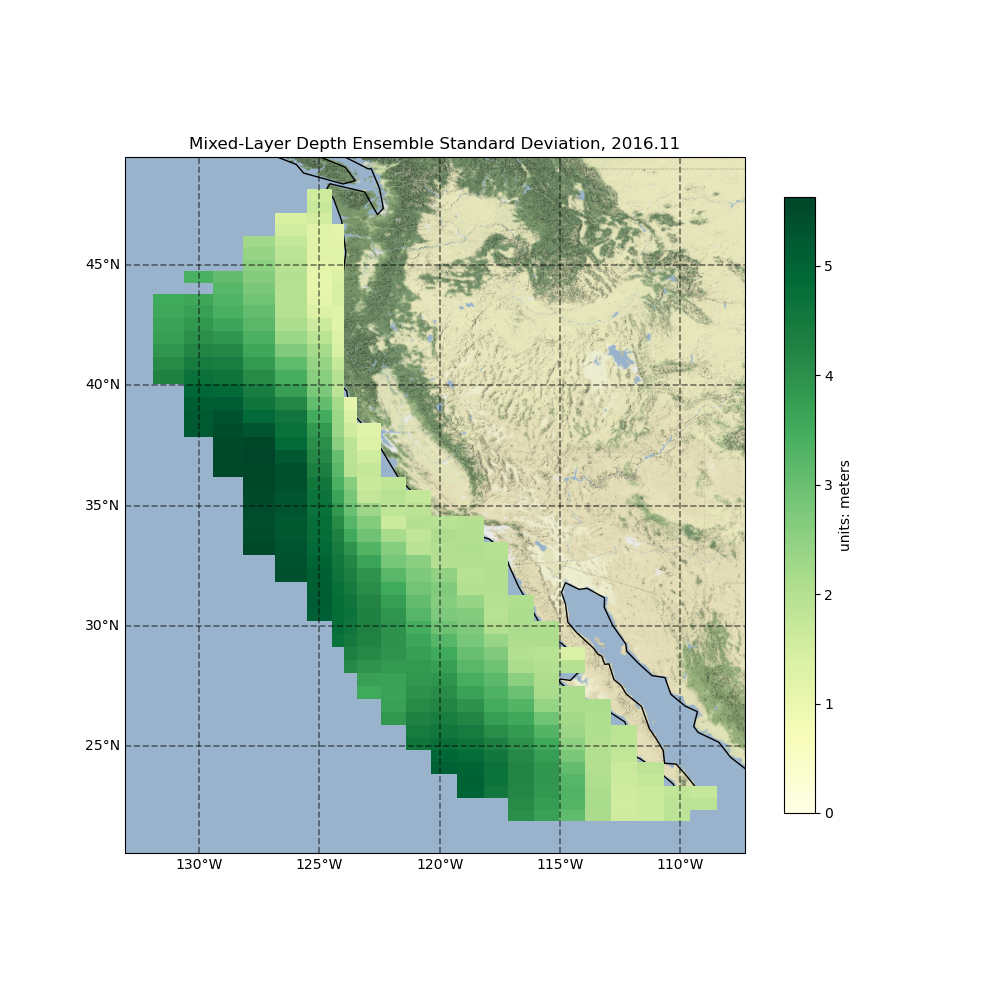 Mixed-Layer Depth Ensemble Standard Deviation, 2016.11
45°N
40°N
35°N
30°N
25°N
130°W
125°W
120°W
115°W
110°W
5
4
3
2
1
0
units: meters